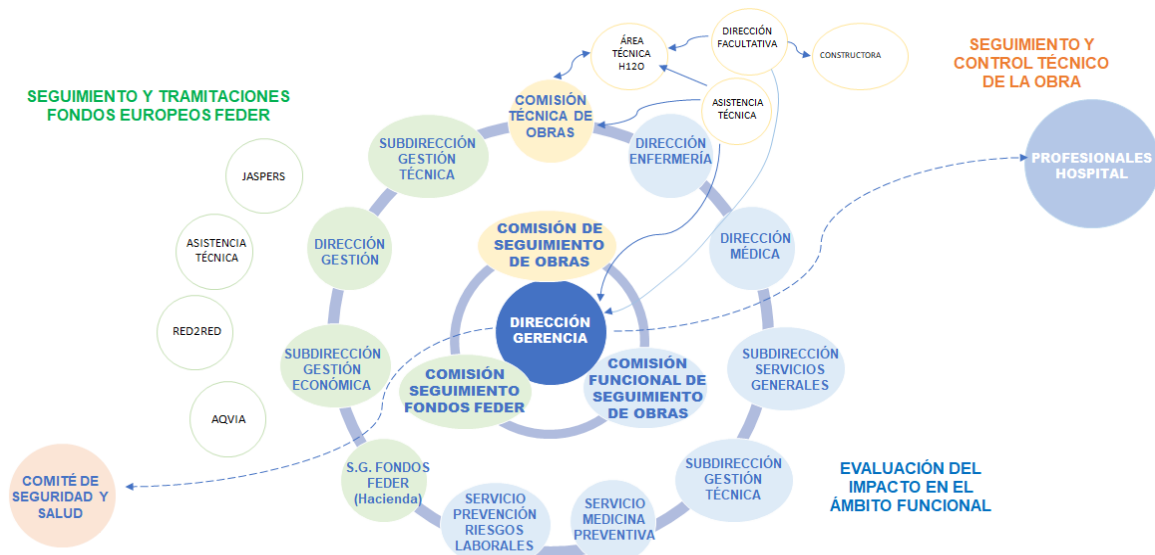 DIRECCIÓN
FACULTATIVA
ÁREA
TÉCNICA
H12O
CONSTRUCTORA
SEGUIMIENTO Y
CONTROL TÉCNICO
DE LA OBRA
SEGUIMIENTO Y TRAMITACIONES
FONDOS EUROPEOS FEDER
COMISIÓN
TÉCNICA DE
OBRAS
ASISTENCIA
TÉCNICA
SUBDIRECCIÓN
GESTIÓN
TÉCNICA
DIRECCIÓN
ENFERMERÍA
PROFESIONALES
HOSPITAL
JASPERS
ASISTENCIA
TÉCNICA
DIRECCIÓN
GESTIÓN
COMISIÓN DE
SEGUIMIENTO
DE OBRAS
DIRECCIÓN
MÉDICA
RED2RED
DIRECCIÓN
GERENCIA
SUBDIRECCIÓN
GESTIÓN
ECONÓMICA
COMISIÓN
SEGUIMIENTO
FONDOS FEDER
COMISIÓN
FUNCIONAL DE
SEGUIMIENTO
DE OBRAS
SUBDIRECCIÓN
SERVICIOS
GENERALES
AQVIA
COMITÉ DE
SEGURIDAD Y
SALUD
S.G. FONDOS
FEDER
(Hacienda)
SERVICIO
PREVENCIÓN
RIESGOS
LABORALES
SERVICIO
MEDICINA
PREVENTIVA
SUBDIRECCIÓN
GESTIÓN
TÉCNICA
EVALUACIÓN DEL
IMPACTO EN EL
ÁMBITO FUNCIONAL